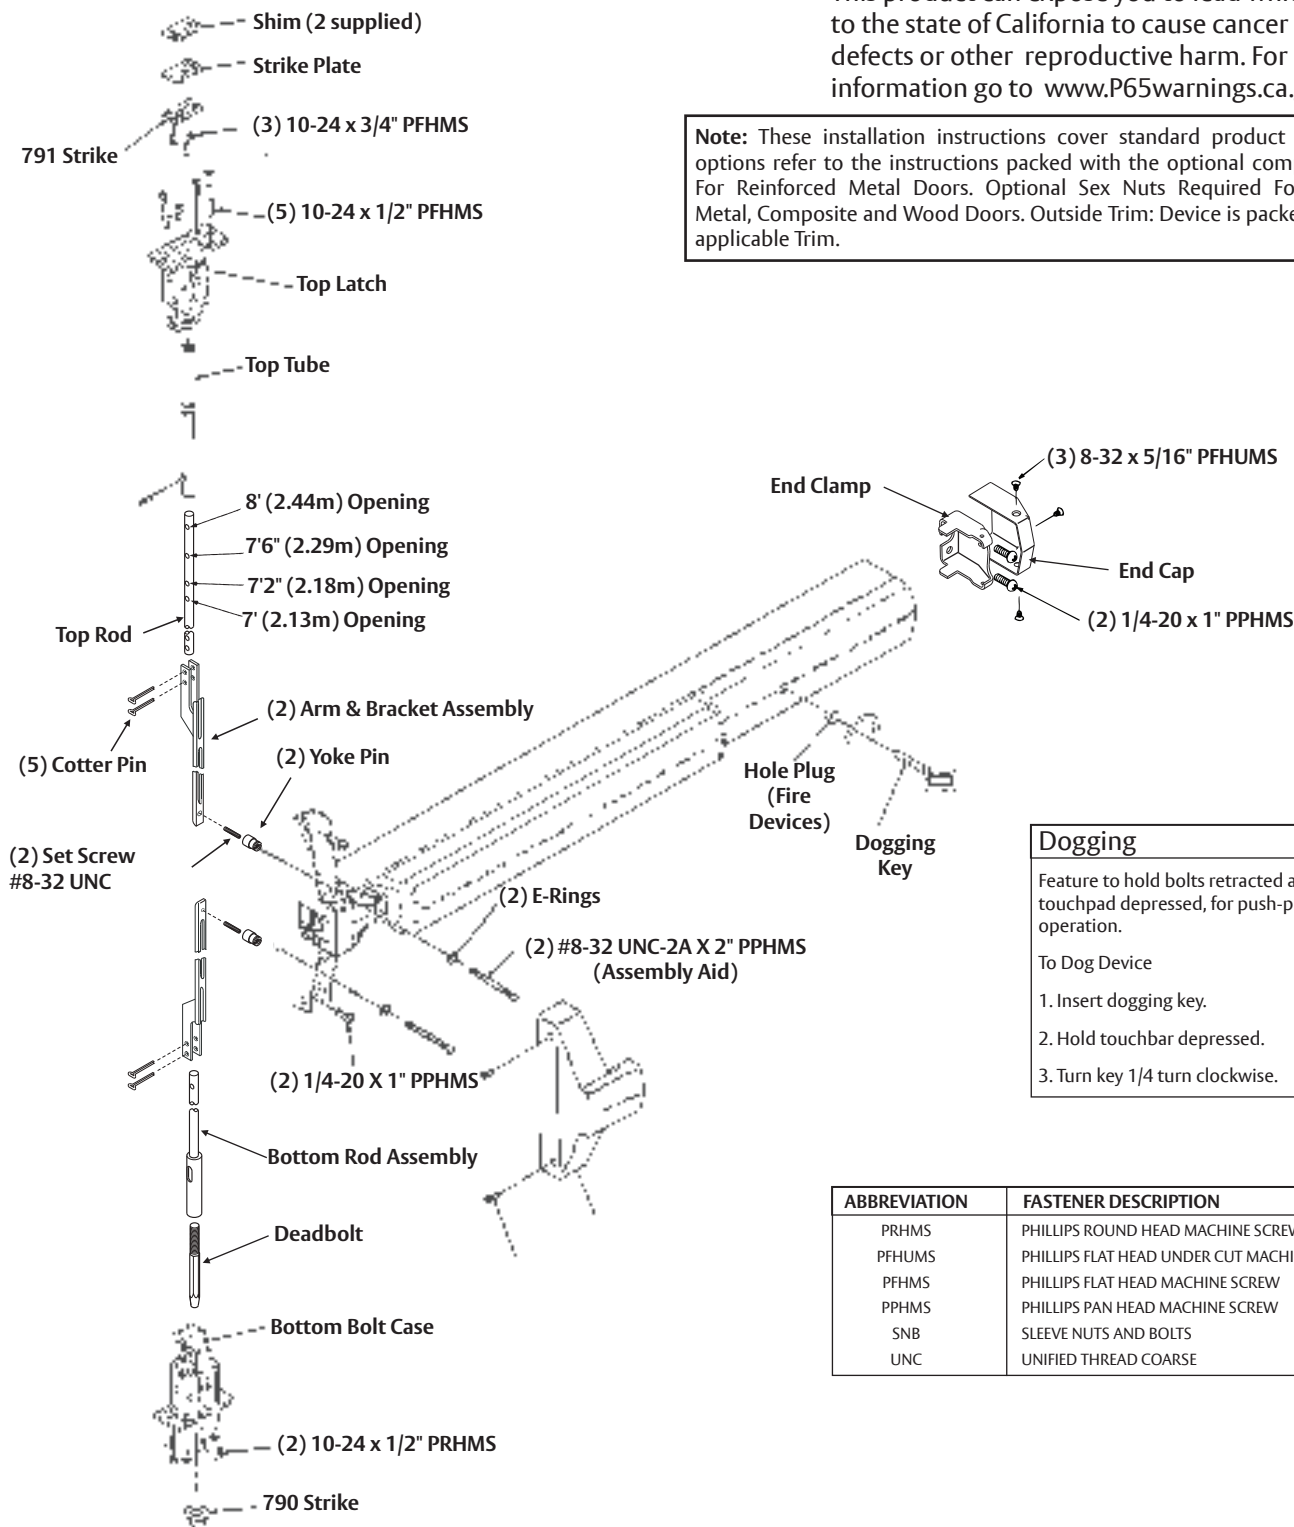 to the state of California to cause cancer
defects or other reproductive harm. For
information go to www.P65warnings.ca.
Note: These installation instructions cover standard product
options refer to the instructions packed with the optional com
For Reinforced Metal Doors. Optional Sex Nuts Required Fo
Metal, Composite and Wood Doors. Outside Trim: Device is packe
applicable Trim.
Shim (2 supplied)
Strike Plate
(3) 10-24 x 3/4" PFHMS
791 Strike
(5) 10-24 x 1/2" PFHMS
Top Latch
Top Tube
8' (2.44m) Opening
7'6" (2.29m) Opening
7'2" (2.18m) Opening
7' (2.13m) Opening
Top Rod
(2) Arm & Bracket Assembly
(5) Cotter Pin
(2) Yoke Pin
(2) Set Screw
#8-32 UNC
(3) 8-32 x 5/16" PFHUMS
End Clamp
End Cap
(2) 1/4-20 x 1" PPHMS
Hole Plug
(Fire
Devices)
Dogging
Key
(2) E-Rings
(2) #8-32 UNC-2A X 2" PPHMS
(Assembly Aid)
(2) 1/4-20 X 1" PPHMS
Bottom Rod Assembly
Deadbolt
Bottom Bolt Case
(2) 10-24 x 1/2" PRHMS
790 Strike
Dogging
Feature to hold bolts retracted a
touchpad depressed, for push-p
operation.
To Dog Device
1. Insert dogging key.
2. Hold touchbar depressed.
3. Turn key 1/4 turn clockwise.
ABBREVIATION FASTENER DESCRIPTION
PRHMS PHILLIPS ROUND HEAD MACHINE SCREW
PFHUMS PHILLIPS FLAT HEAD UNDER CUT MACHI
PFHMS PHILLIPS FLAT HEAD MACHINE SCREW
PPHMS PHILLIPS PAN HEAD MACHINE SCREW
SNB SLEEVE NUTS AND BOLTS
UNC UNIFIED THREAD COARSE